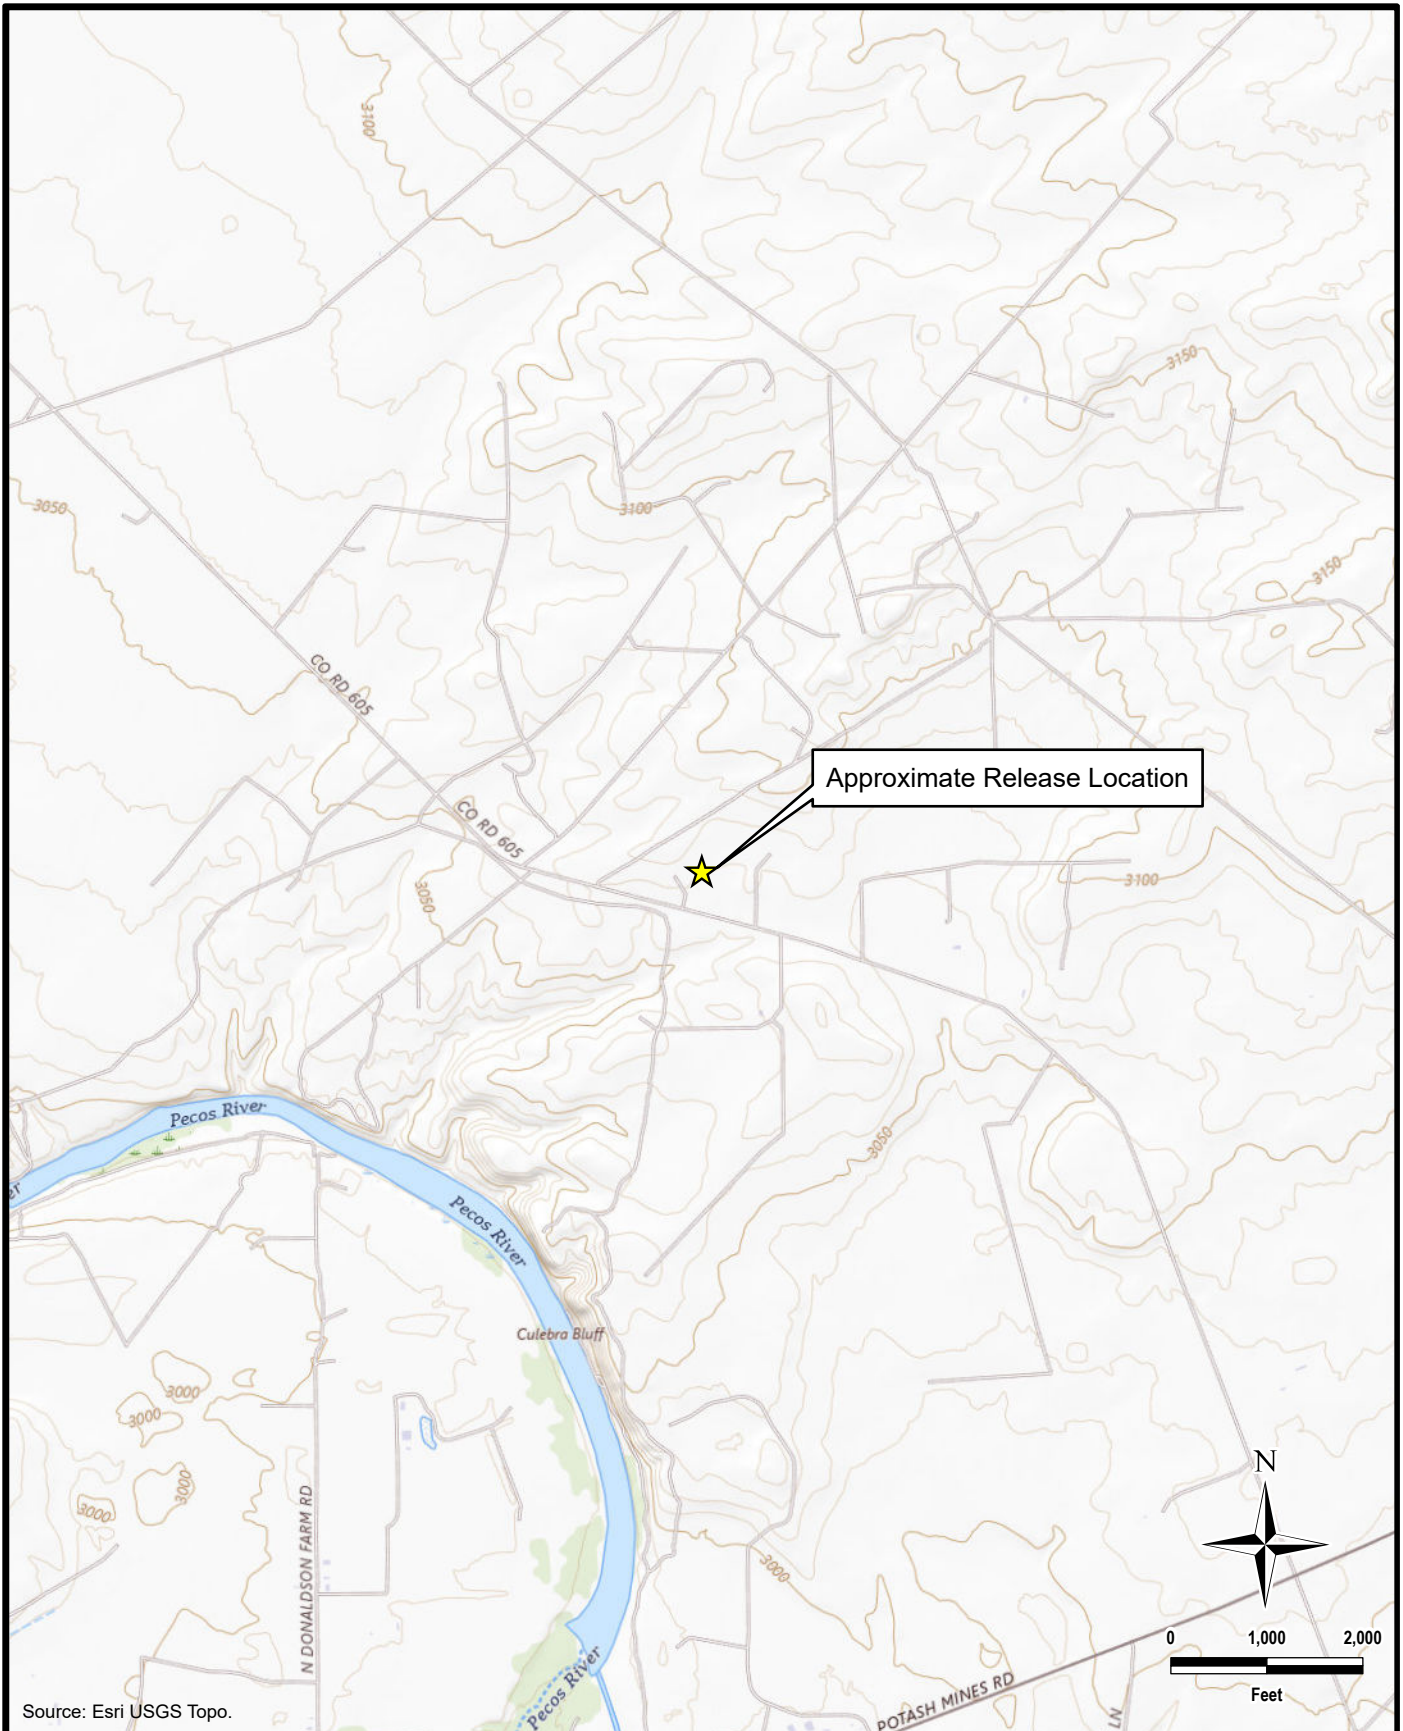 3100
3150
3050
3100
3150
CO RD 605
Approximate Release Location
CO RD 605
3100
3050
Pecos River
3050
er
Pecos River
Culebra Bluff
3000
3000
3000
3000
N
N DONALDSON FARM RD
3000
0 1,000 2,000
Feet
Pecos River
POTASH MINES RD
LN
Source: Esri USGS Topo.